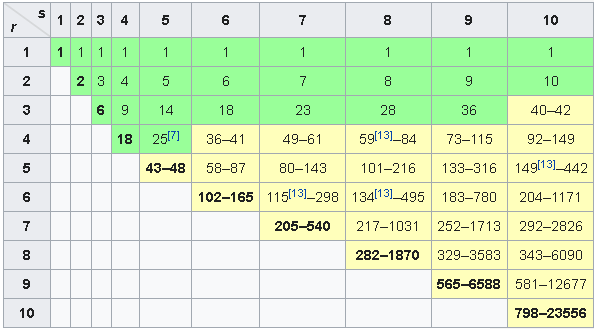 s
r 1 2 3 4 5 6 7 8 9 10
1 1 1 1 1 1 1 1 1 1 1
2 2 3 4 5 6 7 8 9 10
3 6 9 14 18 23 28 36 40–42
4 18 25[7] 36–41 49–61 59[13]–84 73–115 92–149
5 43–48 58–87 80–143 101–216 133–316 149[13]–442
6 102–165 115[13]–298 134[13]–495 183–780 204–1171
7 205–540 217–1031 252–1713 292–2826
8 282–1870 329–3583 343–6090
9 565–6588 581–12677
10 798–23556